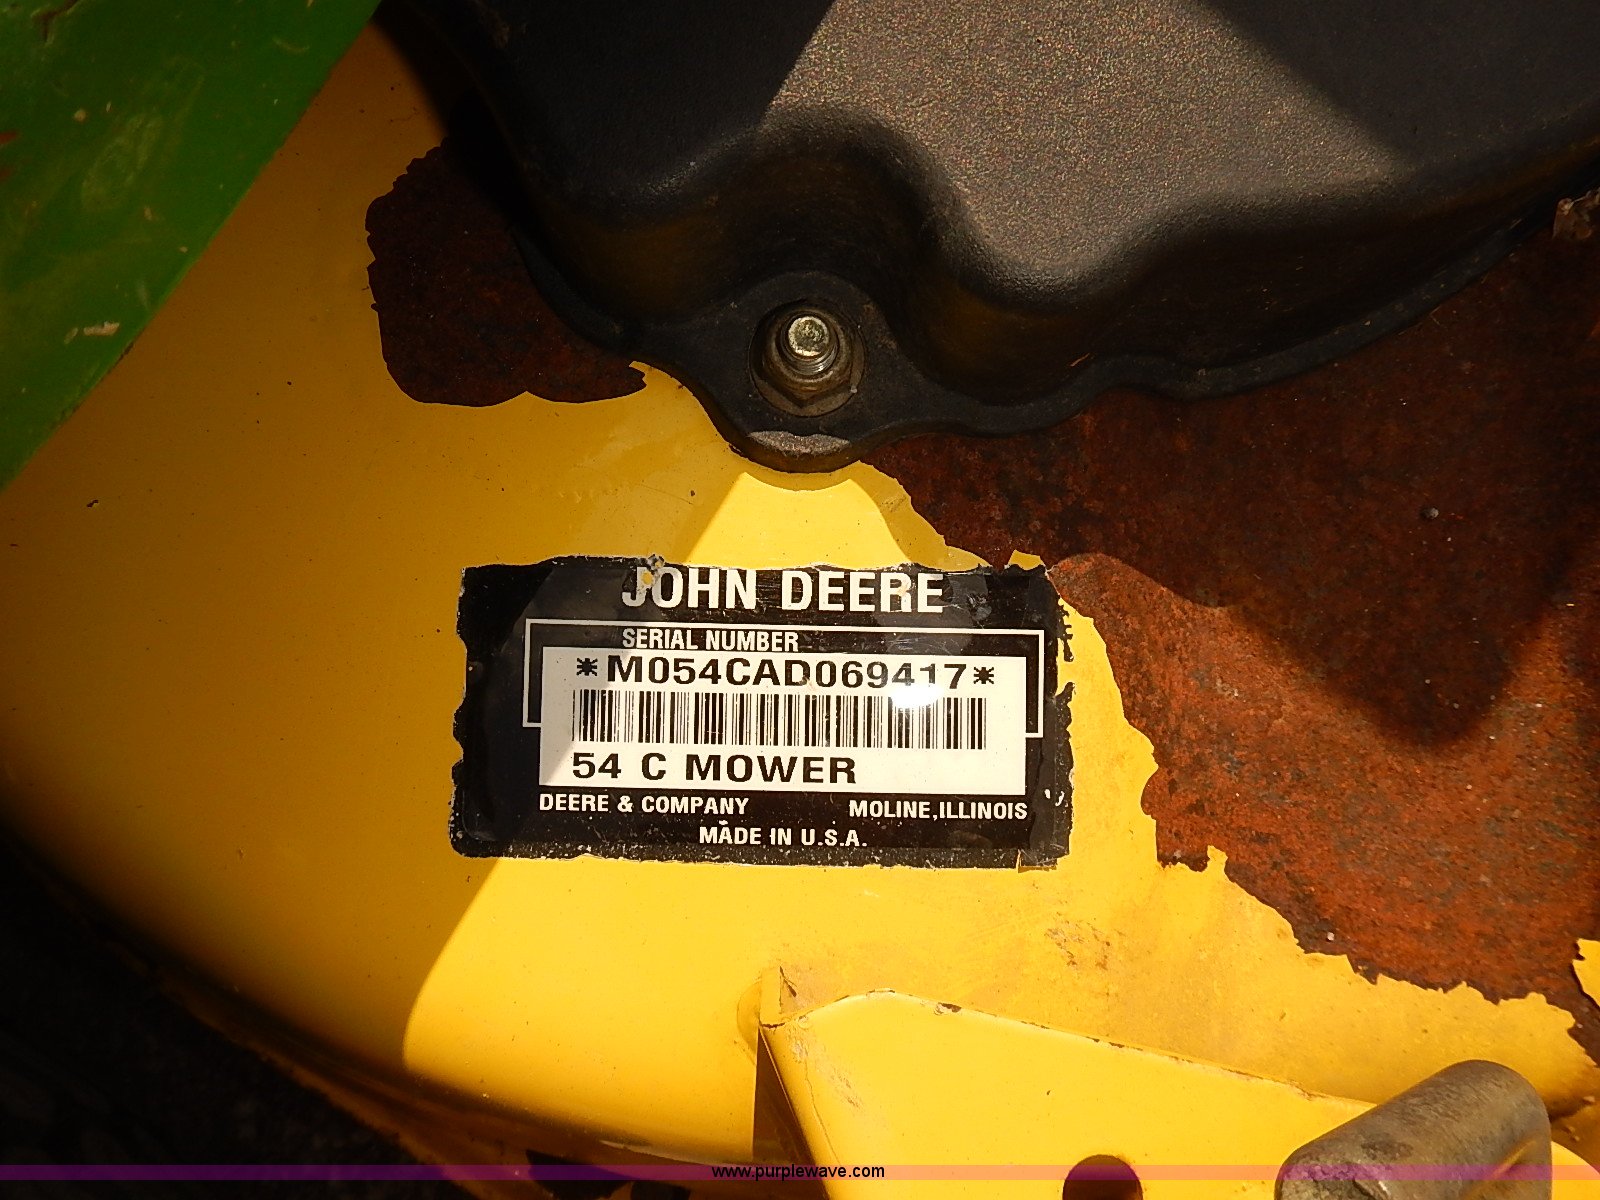 JOHN DEERE
SERIAL NUMBER
*M054CAD069417*
54 C MOWER
DEERE & COMPANY MOLINE, ILLINOIS
MADE IN U.S.A.
www.purplewave.com